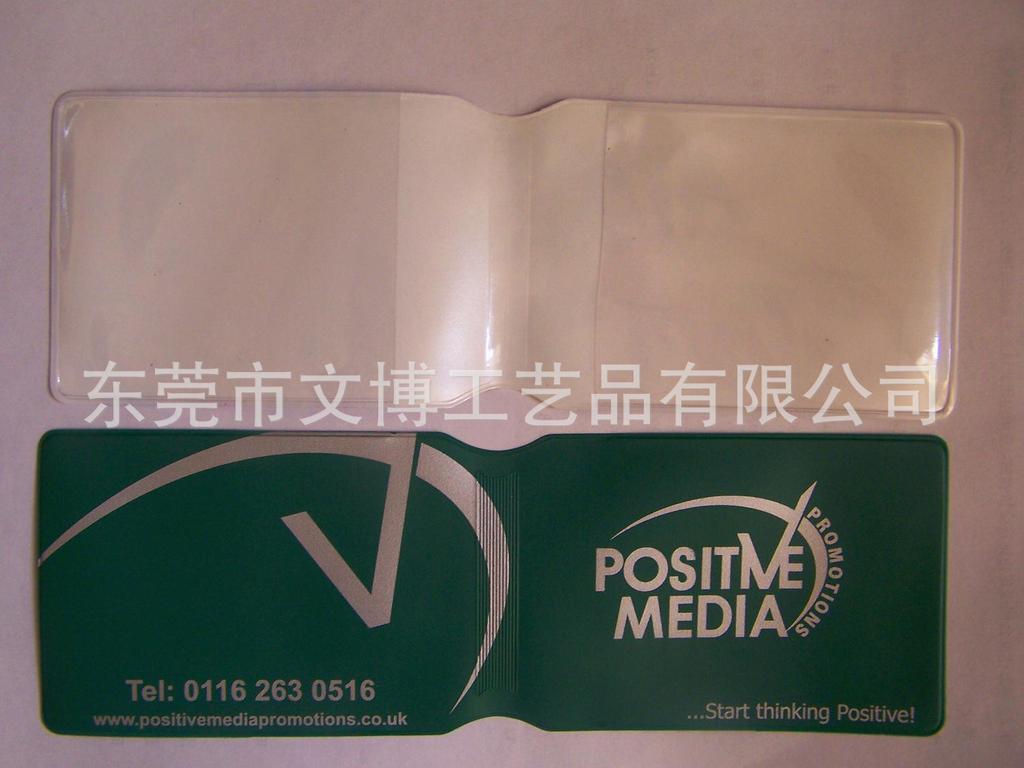 东莞市文博工艺品有限公司
POSITIVE
MEDIA
PROMOTIONS
Tel: 0116 263 0516
www.positivemediapromotions.co.uk
...Start thinking Positive!